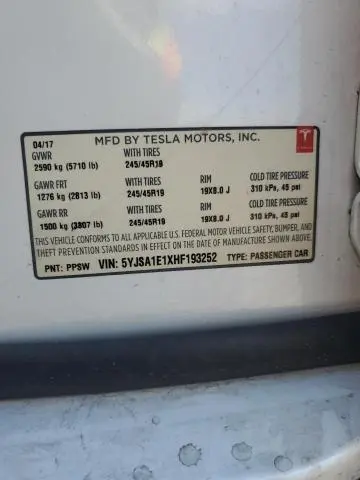 04/17 MFD BY TESLA MOTORS, INC.
GVWR WITH TIRES
2590 kg (5710 lb) 245/45R19
GAWR FRT WITH TIRES RIM COLD TIRE PRESSURE
1276 kg (2813 lb) 245/45R19 19X8.0 J 310 kPa, 45 psi
GAWR RR WITH TIRES RIM COLD TIRE PRESSURE
1500 kg (3307 lb) 245/45R19 19X8.0 J 310 kPa, 45 psi
THIS VEHICLE CONFORMS TO ALL APPLICABLE U.S. FEDERAL MOTOR VEHICLE SAFETY, BUMPER, AND
THEFT PREVENTION STANDARDS IN EFFECT ON THE DATE OF MANUFACTURE SHOWN ABOVE.
PNT: PPSW VIN: 5YJSA1E1XHF193252 TYPE: PASSENGER CAR